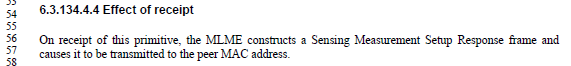 53
54 6.3.134.4.4 Effect of receipt
55
56 On receipt of this primitive, the MLME constructs a Sensing Measurement Setup Response frame and
57 causes it to be transmitted to the peer MAC address.
58